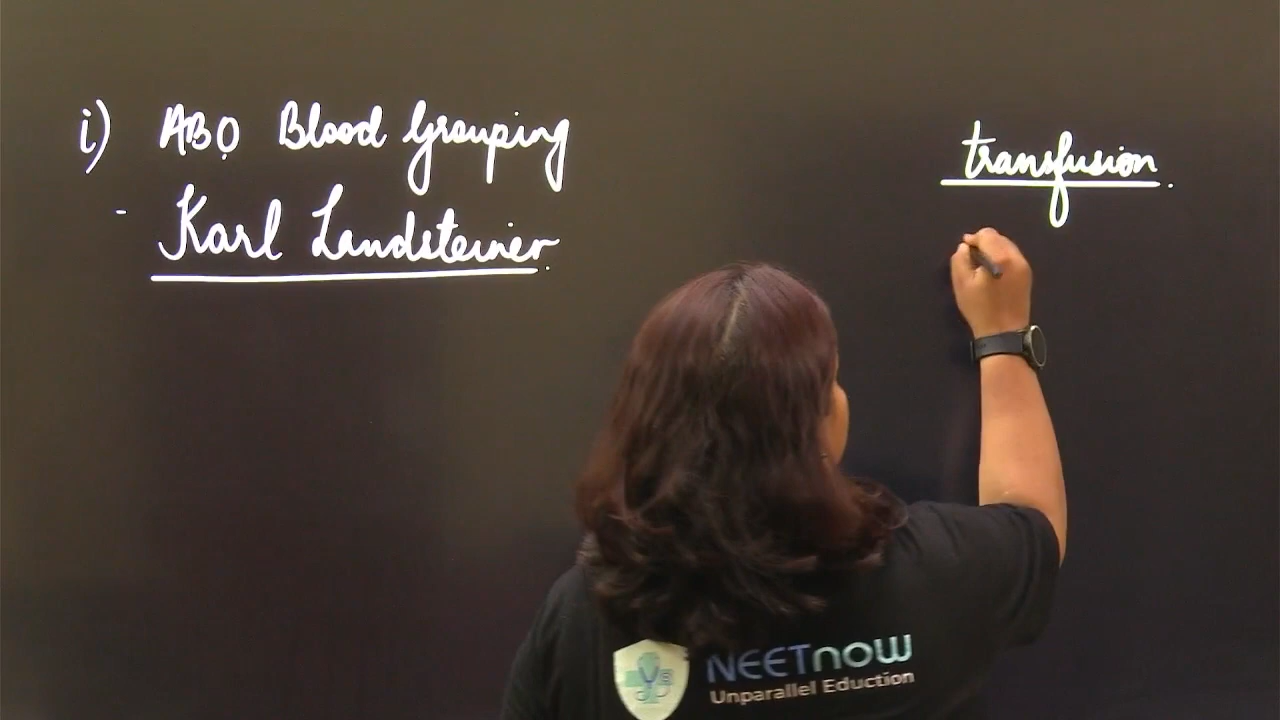 i) ABO Blood Grouping
- Karl Landsteiner
transfusion
NEETnow
Unparallel Eduction